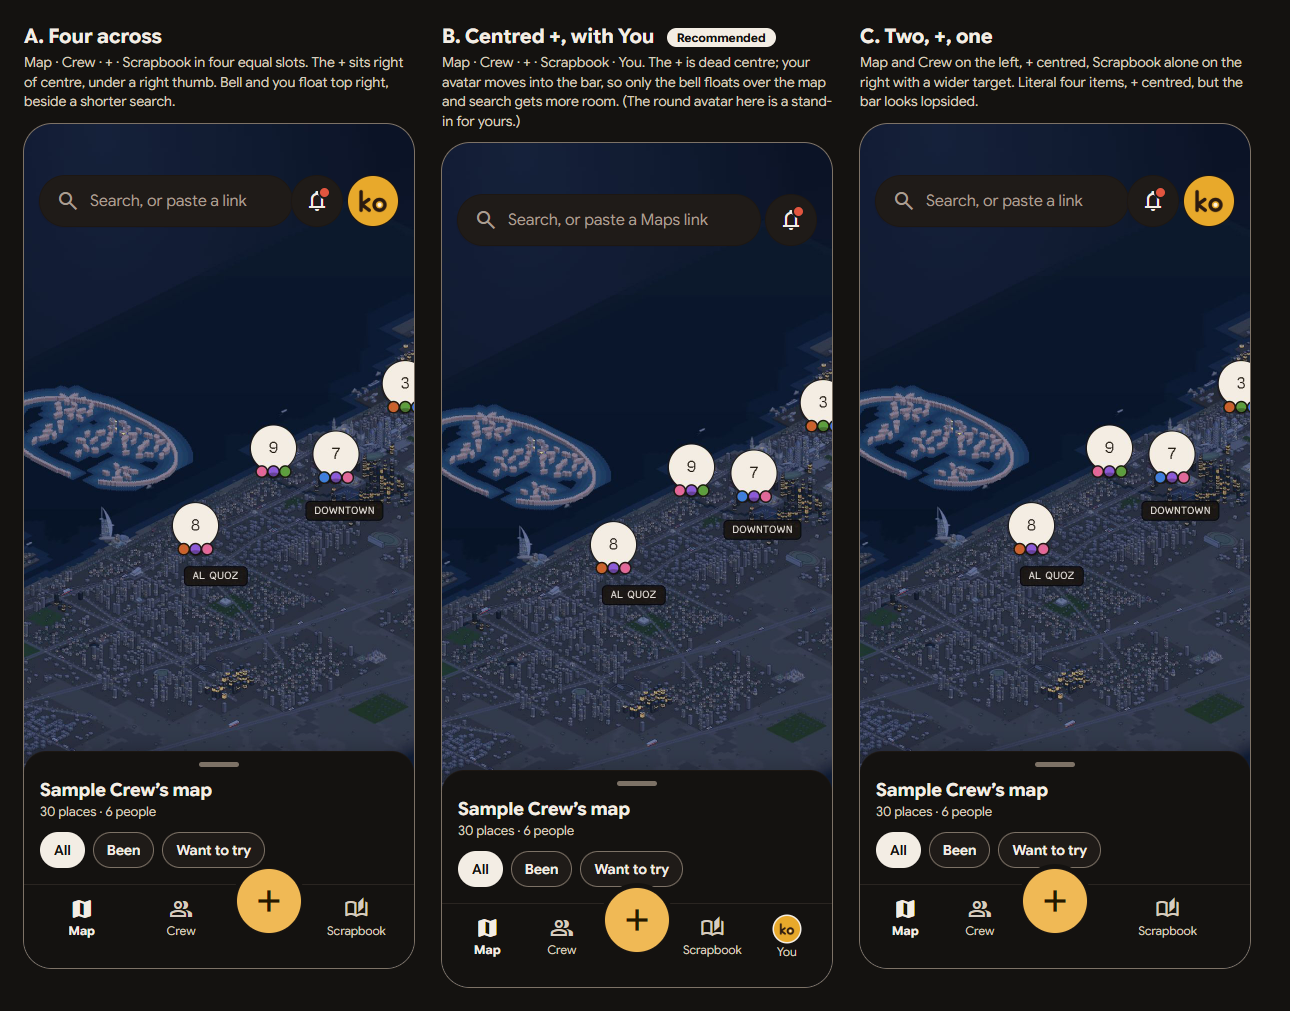 A. Four across
Map · Crew · + · Scrapbook in four equal slots. The + sits right
of centre, under a right thumb. Bell and you float top right,
beside a shorter search.
Search, or paste a link
ko
3
9
7
DOWNTOWN
8
AL QUOZ
Sample Crew's map
30 places · 6 people
All
Been
Want to try
+
Map
Crew
Scrapbook
B. Centred +, with You
Recommended
Map · Crew · + · Scrapbook · You. The + is dead centre; your
avatar moves into the bar, so only the bell floats over the map
and search gets more room. (The round avatar here is a stand-
in for yours.)
Search, or paste a Maps link
3
9
7
DOWNTOWN
8
AL QUOZ
Sample Crew's map
30 places · 6 people
All
Been
Want to try
+
ko
Map
Crew
Scrapbook
You
C. Two, +, one
Map and Crew on the left, + centred, Scrapbook alone on the
right with a wider target. Literal four items, + centred, but the
bar looks lopsided.
Search, or paste a link
ko
3
9
7
DOWNTOWN
8
AL QUOZ
Sample Crew's map
30 places · 6 people
All
Been
Want to try
+
Map
Crew
Scrapbook